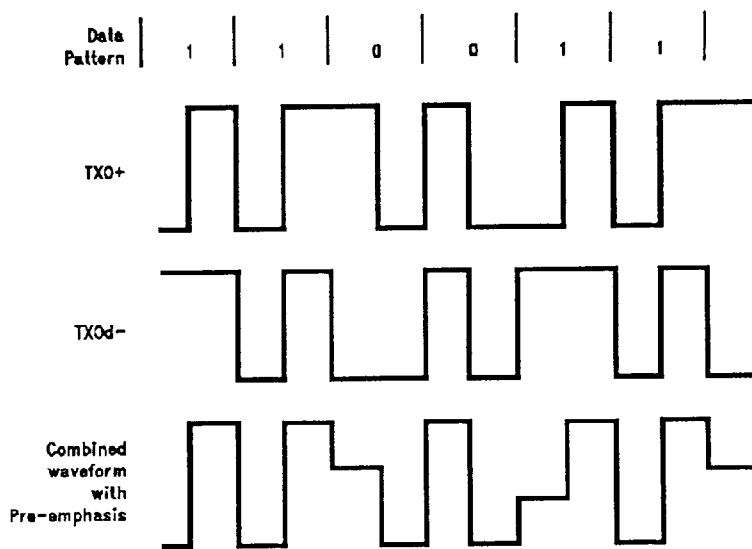 Data
Pattern
1 1 0 0 1 1
TXO+
TXOd-
Combined
waveform
with
Pre-emphasis